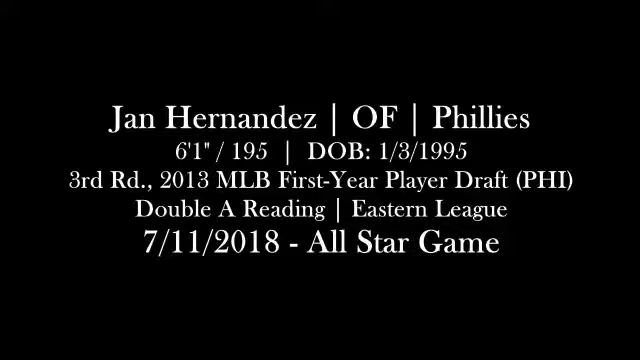 Jan Hernandez | OF | Phillies
6'1" / 195 | DOB: 1/3/1995
3rd Rd., 2013 MLB First-Year Player Draft (PHI)
Double A Reading | Eastern League
7/11/2018 - All Star Game